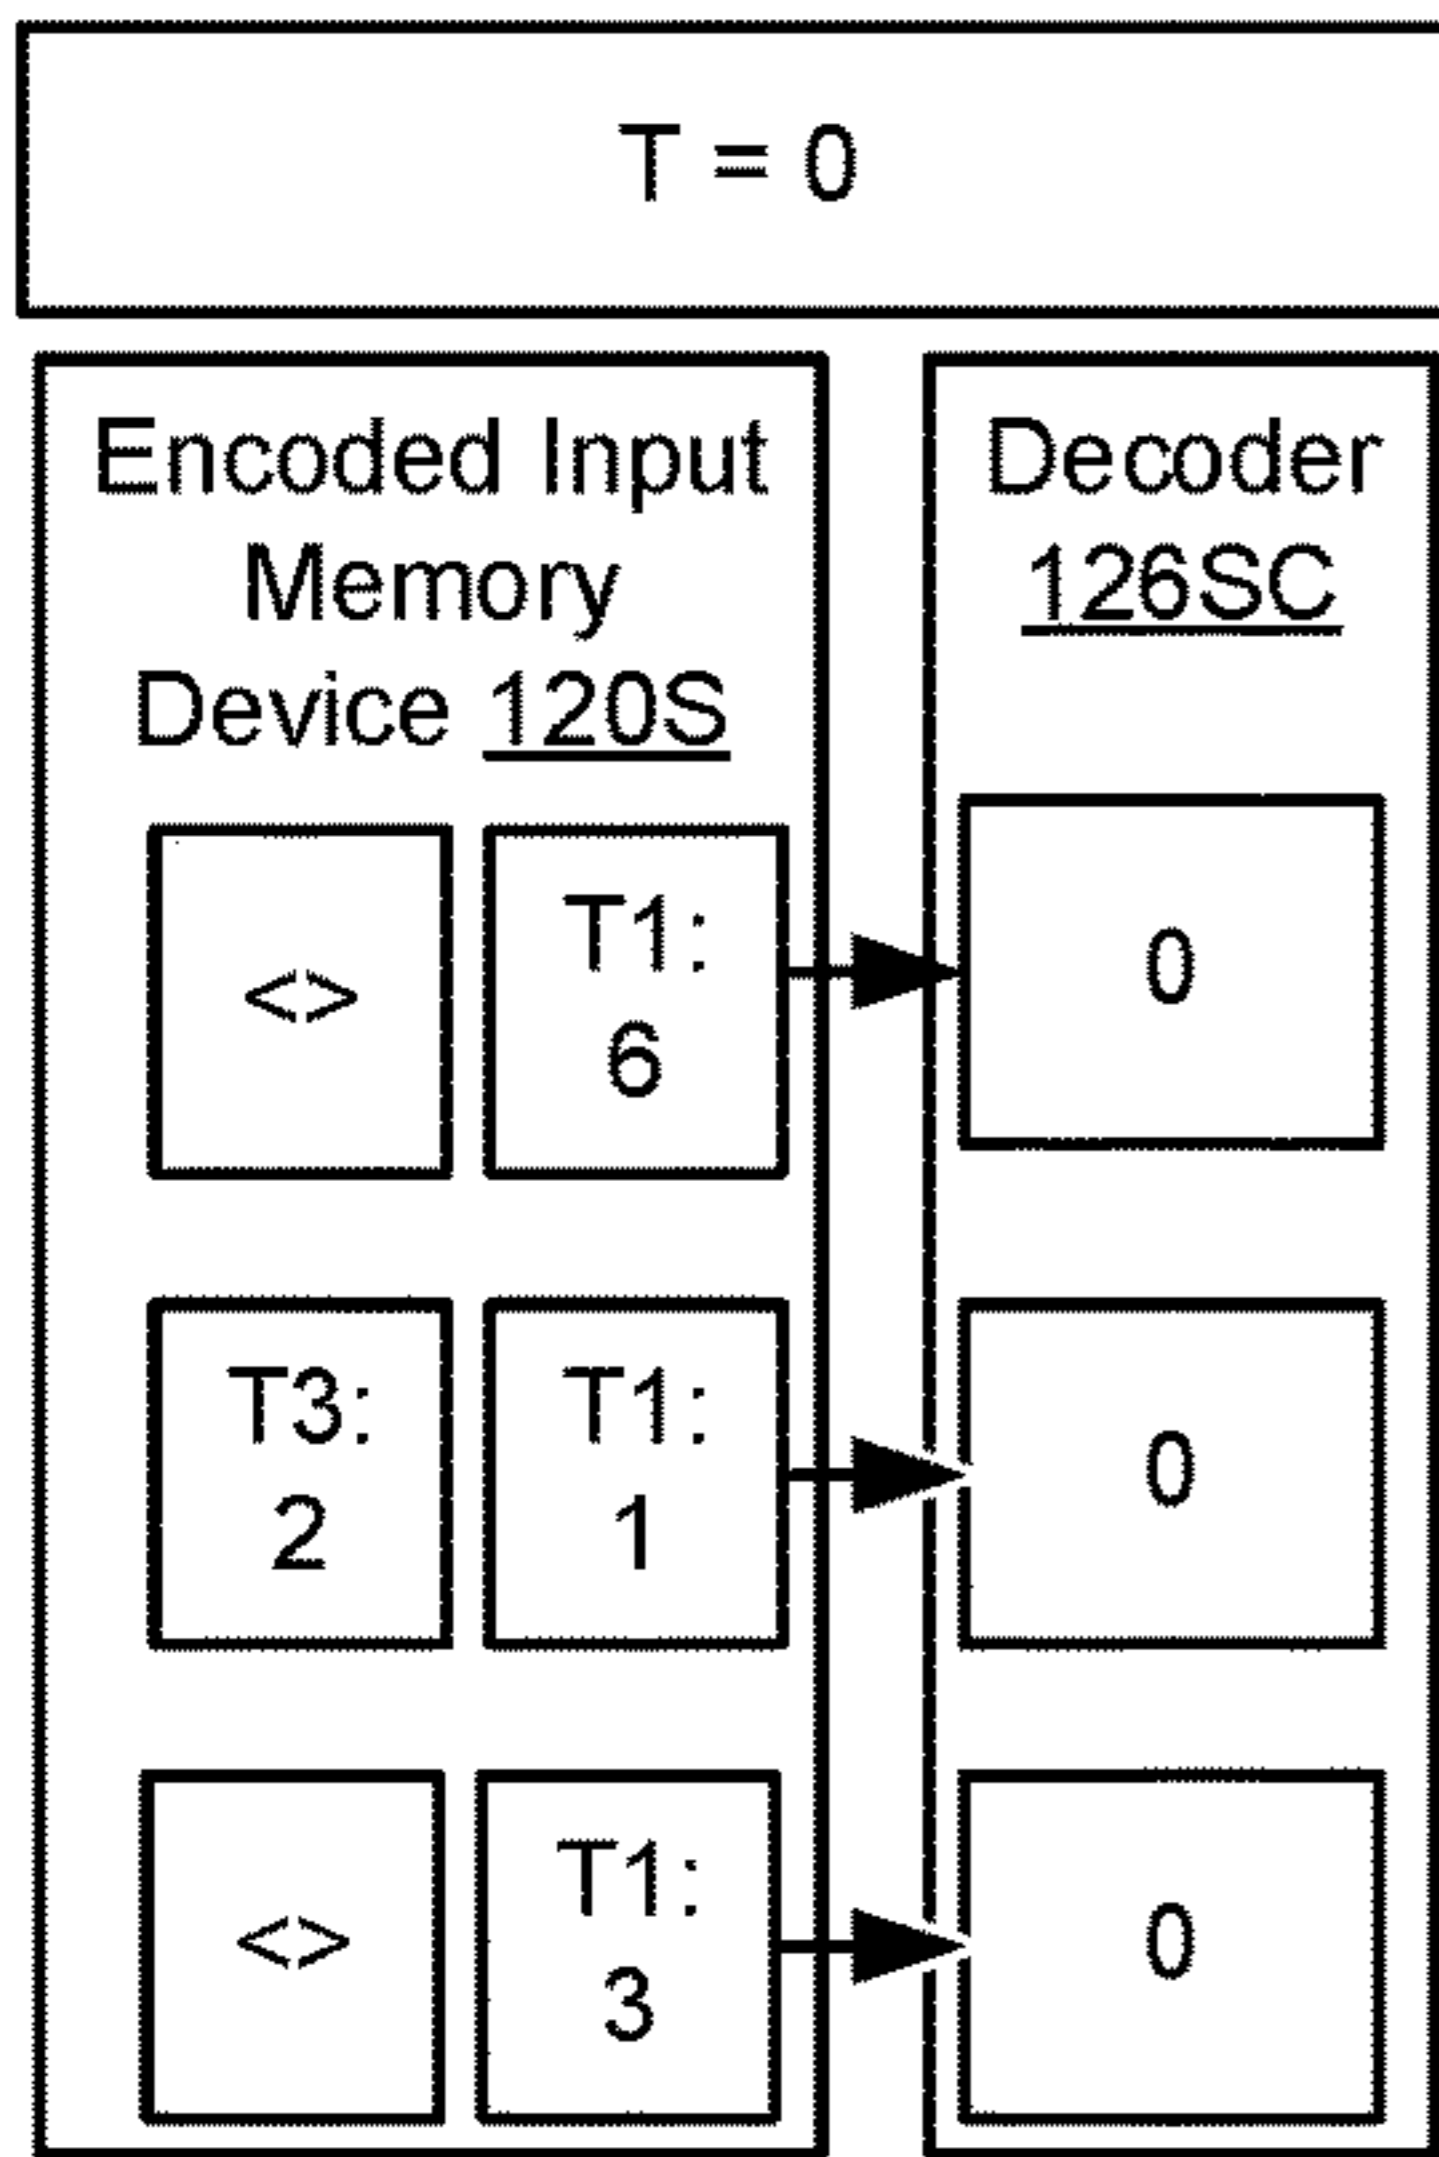 T = 0
Encoded Input
Memory
Device 120S
Decoder
126SC
<>
T1:
6
0
T3:
2
T1:
1
0
<>
T1:
3
0